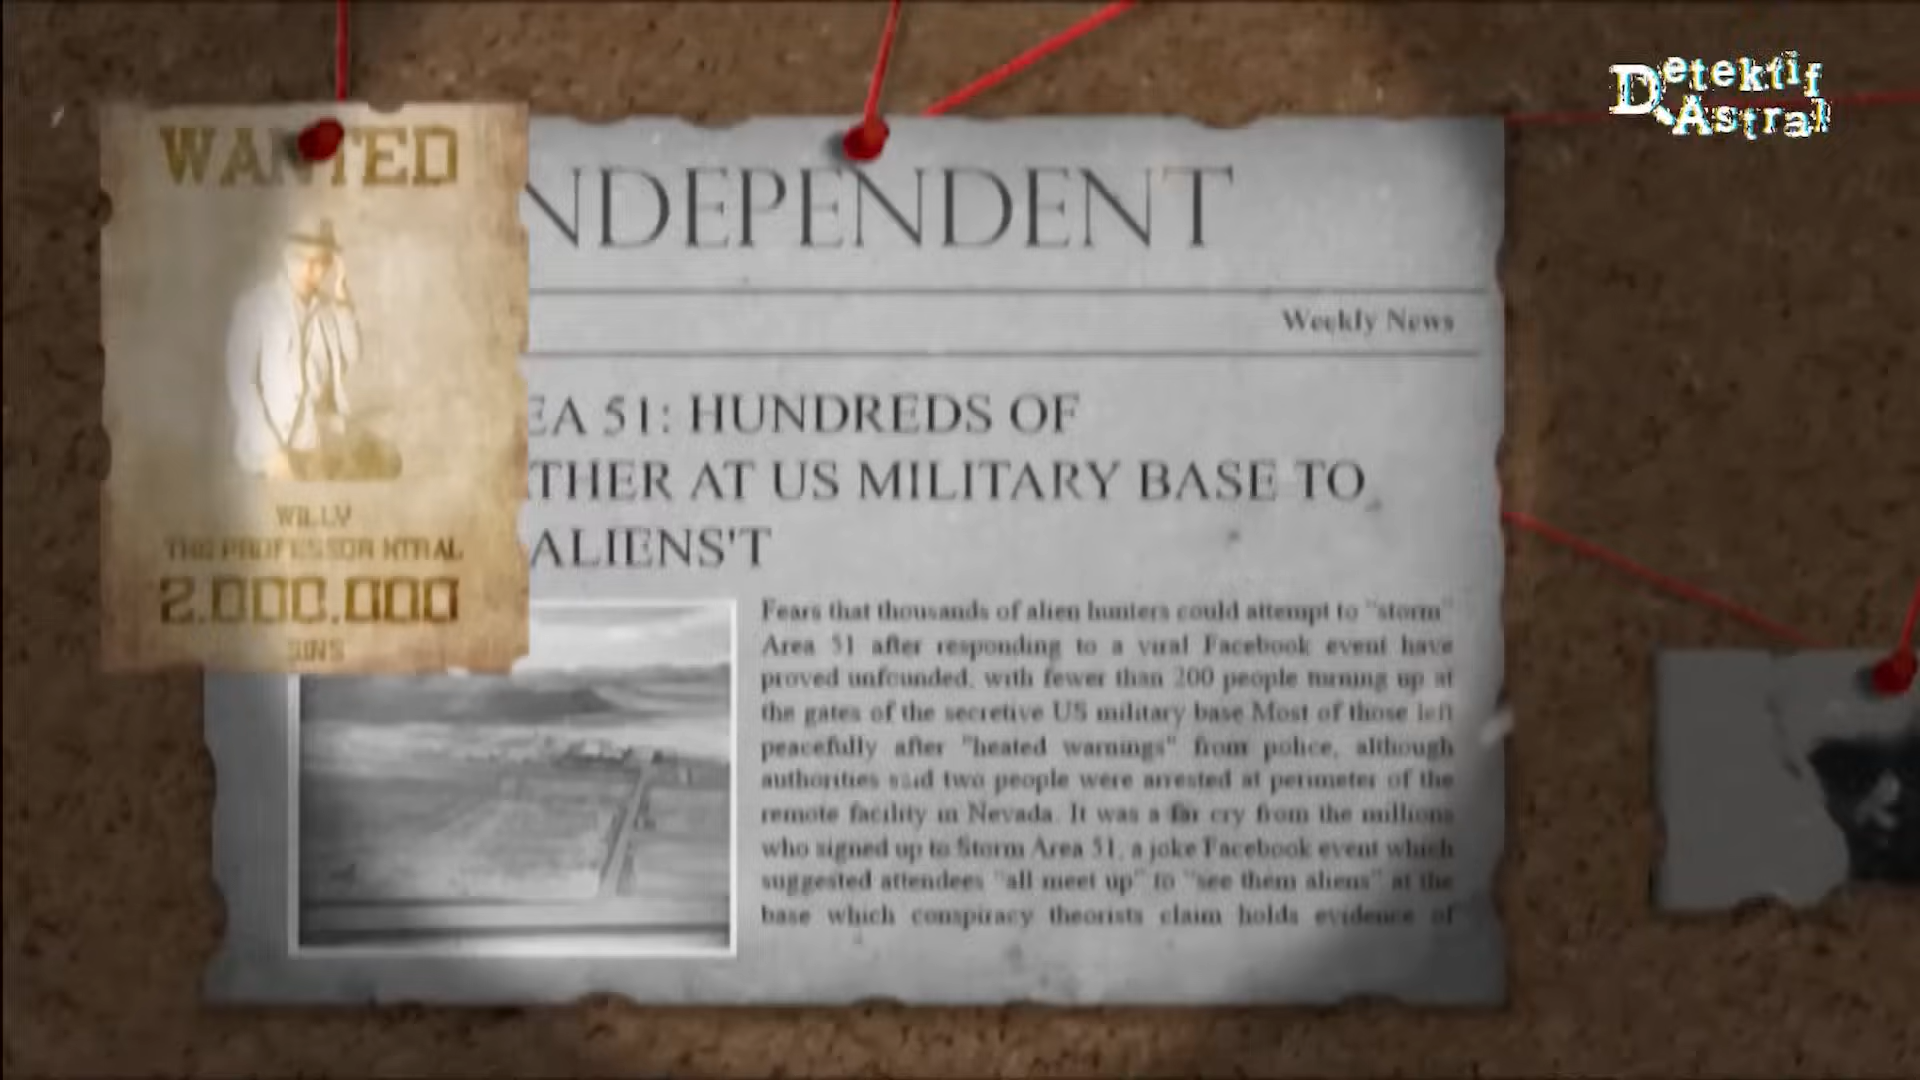 Detektif
Astral
WANTED
WILLY
THE PROFESSOR NTRAL
2.000.000
NDEPENDENT
Weekly News
EA 51: HUNDREDS OF
THER AT US MILITARY BASE TO
ALIENS'T
Fears that thousands of alien hunters could attempt to "storm"
Area 51 after responding to a viral Facebook event have
proved unfounded, with fewer than 200 people turning up at
the gates of the secretive US military base Most of those left
peacefully after "heated warnings" from police, although
authorities said two people were arrested at perimeter of the
remote facility in Nevada. It was a far cry from the millions
who signed up to Storm Area 51, a joke Facebook event which
suggested attendees "all meet up" to "see them aliens" at the
base which conspiracy theorists claim holds evidence of